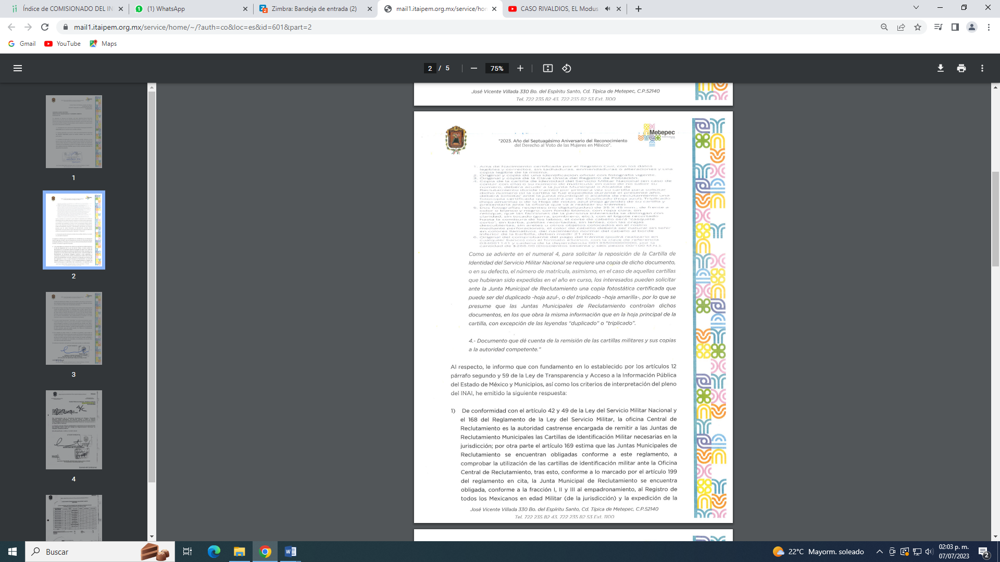 Índice de COMISIONADO DEL IN
(1) WhatsApp
Zimbra: Bandeja de entrada (2)
mail1.itaipem.org.mx/service/hon
CASO RIVALDIOS, EL Modus
mail1.itaipem.org.mx/service/home/~/?auth=co&loc=es&id=601&part=2
Gmail
YouTube
Maps
2 / 5
75%
1
2
3
4
José Vicente Villada 330 Bo. del Espíritu Santo, Cd. Típica de Metepec, C.P.52140
Tel. 722 235 82 43, 722 235 82 53 Ext. 1100
Metepec
"2023. Año del Septuagésimo Aniversario del Reconocimiento
del Derecho al Voto de las Mujeres en México".
1. Acta de Nacimiento certificada por el Registro Civil, con los datos
legibles y correctos, sin tachaduras, enmendaduras o alteraciones y una
copia legible de la misma.
2. Original y copia de una identificación oficial con fotografía vigente.
3. Original y copia de la Clave Única del Registro de Población.
4. Copia de la cartilla de identidad del Servicio Militar Nacional (en caso de
contar con ella) o su número de matrícula; en caso de no saber su
número, deberá acudir a la Junta Municipal o Alcaldía de
Reclutamiento donde tramitó por primera vez su cartilla para solicitar
dicho número (si la cartilla le fue expedida durante el presente año,
deberá solicitar ante la junta municipal o alcaldía de reclutamiento una
fotocopia certificada que podrá ser del Duplicado (hoja azul), Triplicado
(hoja amarilla) o de la Hoja de notas azul (hoja grande) de su cartilla y
presentarla ante la oficina que va a realizar su trámite).
5. Dos fotografías recientes (no digitalizadas) de 35 X 45 mm., de frente a
color o blanco y negro, con fondo blanco, con ropa clara, sin
retoque, que las facciones de la persona interesada se distingan con
claridad, sin tocado (gorra, sombrero, etc.), con el bigote recortado
hasta la comisura de los labios, el corte de cabello será "casquete
corto", sin barba, patillas recortadas, sin lentes, con las orejas
descubiertas, sin aretes u otros objetos colocados en el rostro
mediante perforaciones, el color de cabello deberá ser natural sin teñir
en colores llamativos, del nacimiento normal del cabello al borde
inferior de la barbilla, deben medir 21 mm.
6. Original del comprobante del pago del trámite (podrá realizarlo en
cualquier banco) con el formato e5cinco, con la clave de referencia
034001141 y cadena de la dependencia 00135500000000, por la
cantidad de $266.00 (Doscientos sesenta y seis pesos 00/100 M.N.).
Como se advierte en el numeral 4, para solicitar la reposición de la Cartilla de
Identidad del Servicio Militar Nacional se requiere una copia de dicho documento,
o en su defecto, el número de matrícula, asimismo, en el caso de aquellas cartillas
que hubieran sido expedidas en el año en curso, los interesados pueden solicitar
ante la Junta Municipal de Reclutamiento una copia fotostática certificada que
puede ser del duplicado -hoja azul-, o del triplicado –hoja amarilla-, por lo que se
presume que las Juntas Municipales de Reclutamiento controlan dichos
documentos, en los que obra la misma información que en la hoja principal de la
cartilla, con excepción de las leyendas "duplicado" o "triplicado".
4.- Documento que dé cuenta de la remisión de las cartillas militares y sus copias
a la autoridad competente."
Al respecto, le informo que con fundamento en lo establecido por los artículos 12
párrafo segundo y 59 de la Ley de Transparencia y Acceso a la Información Pública
del Estado de México y Municipios, así como los criterios de interpretación del pleno
del INAI, he emitido la siguiente respuesta:
1) De conformidad con el artículo 42 y 49 de la Ley del Servicio Militar Nacional y
el 168 del Reglamento de la Ley del Servicio Militar, la oficina Central de
Reclutamiento es la autoridad castrense encargada de remitir a las Juntas de
Reclutamiento Municipales las Cartillas de Identificación Militar necesarias en la
jurisdicción; por otra parte el artículo 169 estima que las Juntas Municipales de
Reclutamiento se encuentran obligadas conforme a este reglamento, a
comprobar la utilización de las cartillas de identificación militar ante la Oficina
Central de Reclutamiento, tras esto, conforme a lo marcado por el artículo 199
del reglamento en cita, la Junta Municipal de Reclutamiento se encuentra
obligada, conforme a la fracción I, II y III al empadronamiento, al Registro de
todos los Mexicanos en edad Militar (de la jurisdicción) y la expedición de la
José Vicente Villada 330 Bo. del Espíritu Santo, Cd. Típica de Metepec, C.P.52140
Tel. 722 235 82 43, 722 235 82 53 Ext. 1100
Buscar
22°C Mayorm. soleado
02:03 p. m.
07/07/2023
2